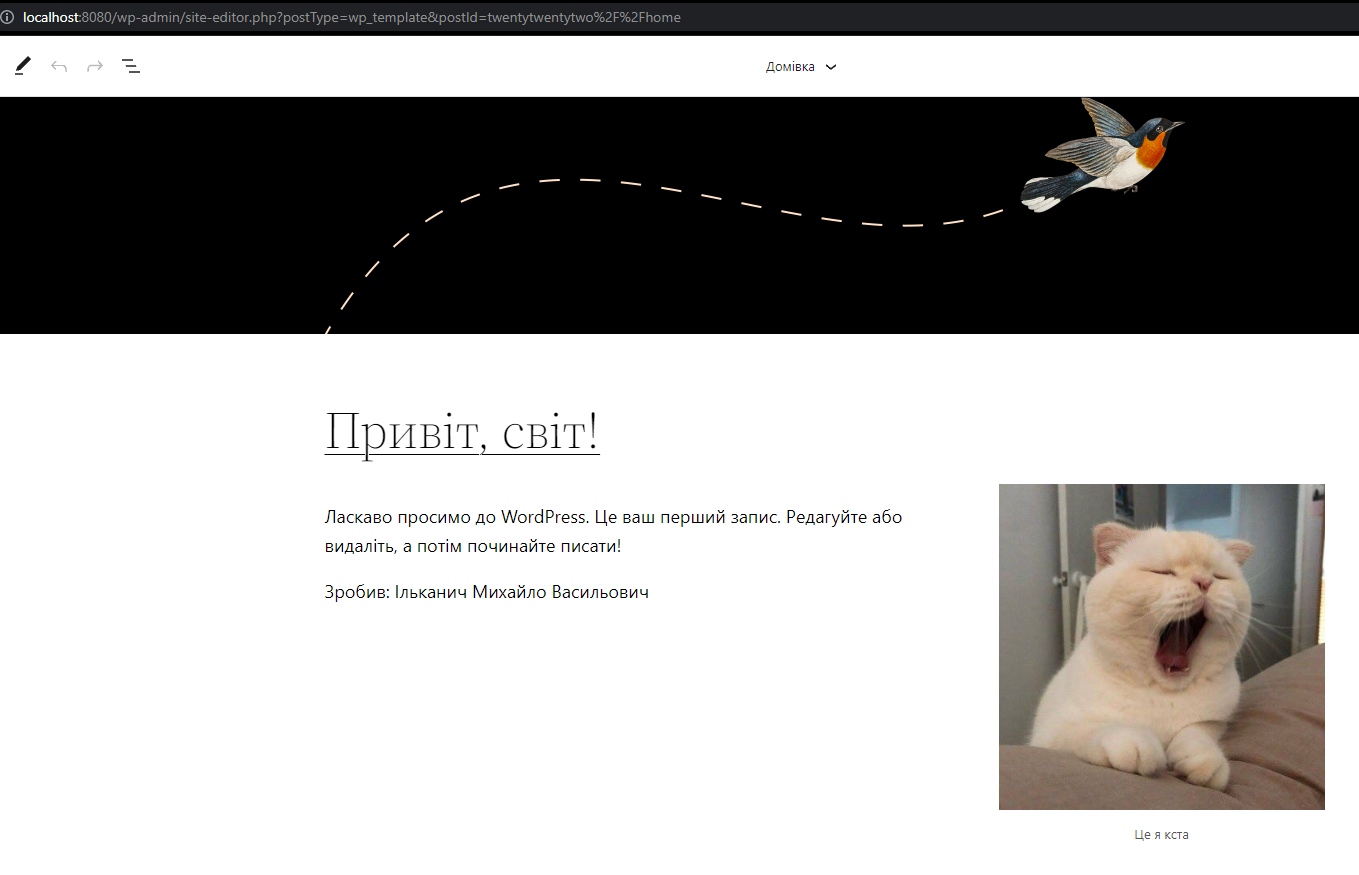 localhost:8080/wp-admin/site-editor.php?postType=wp_template&postId=twentytwentytwo%2F%2Fhome
Домівка
Привіт, світ!
Ласкаво просимо до WordPress. Це ваш перший запис. Редагуйте або
видаліть, а потім починайте писати!
Зробив: Ільканич Михайло Васильович
Це я кста